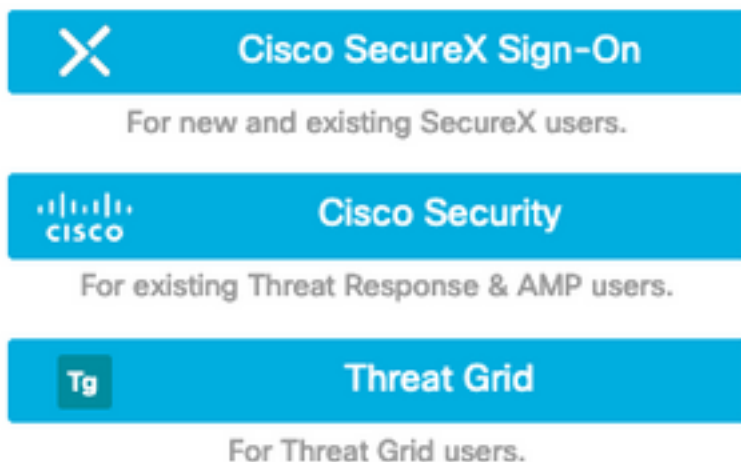 Cisco SecureX Sign-On
For new and existing SecureX users.
CISCO Cisco Security
For existing Threat Response & AMP users.
Tg Threat Grid
For Threat Grid users.